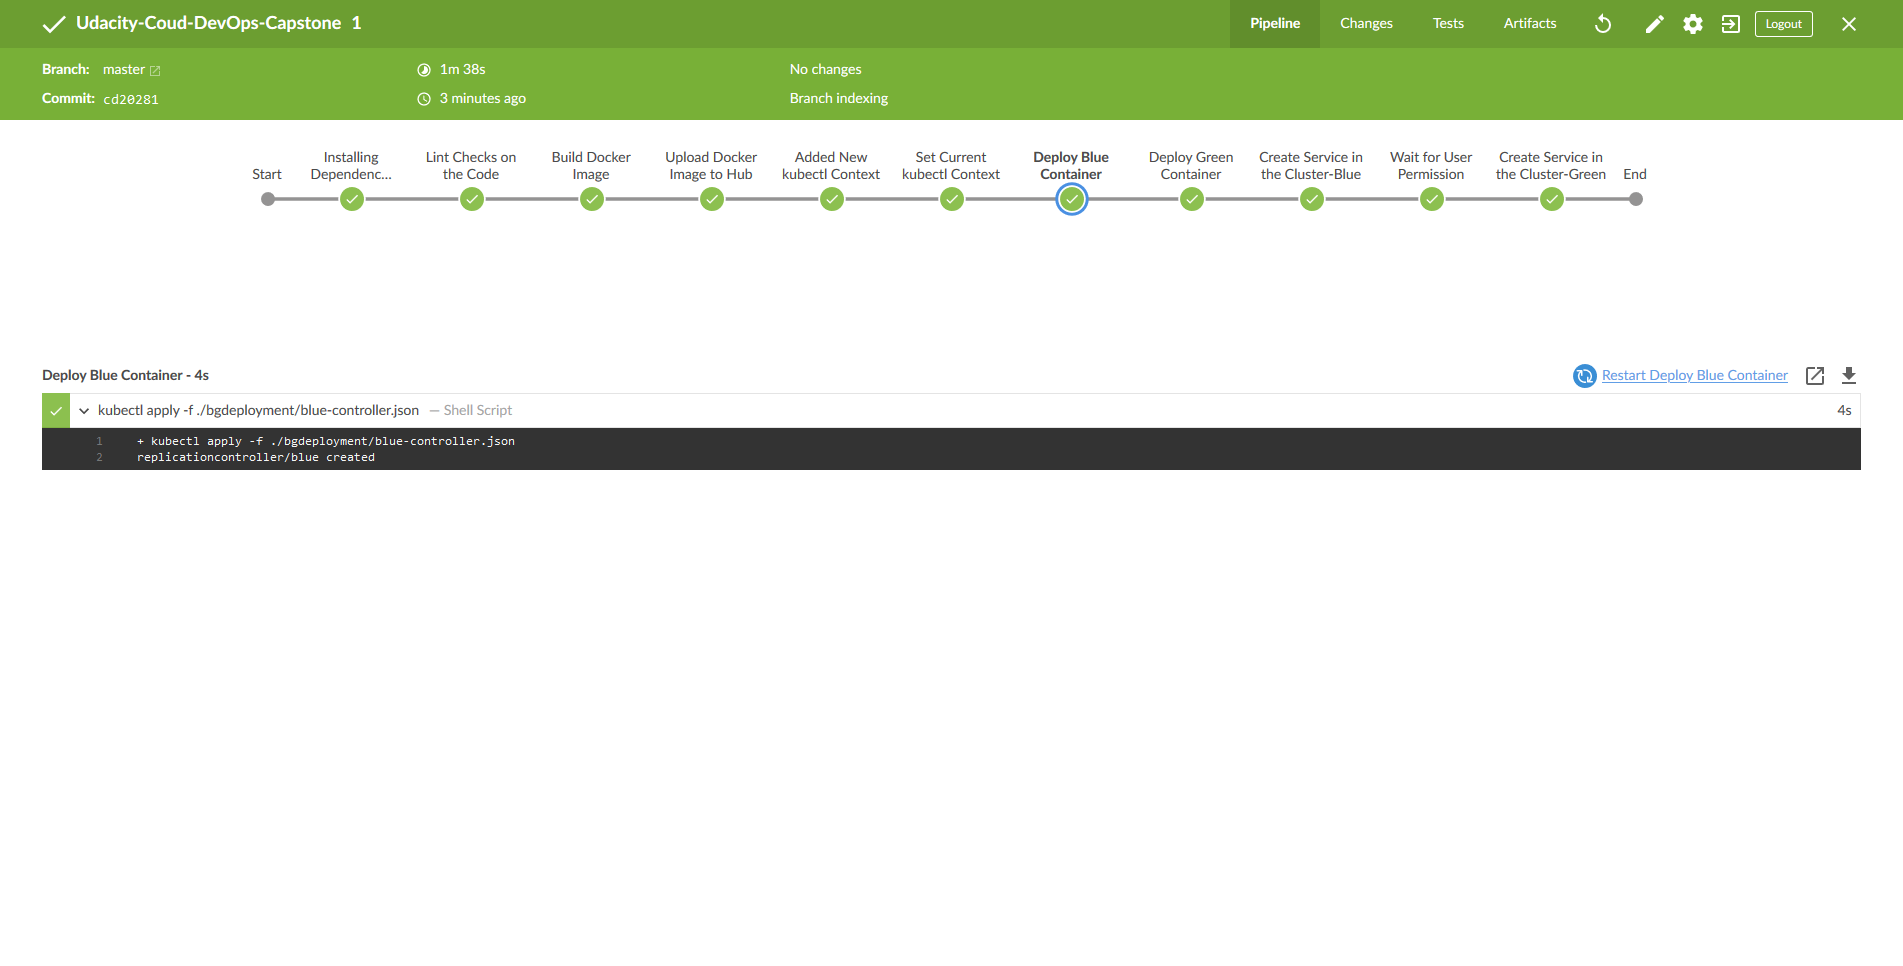 Udacity-Coud-DevOps-Capstone 1
Pipeline Changes Tests Artifacts Logout
Branch: master 1m 38s No changes
Commit: cd20281 3 minutes ago Branch indexing
Start
Installing
Dependenc...
Lint Checks on
the Code
Build Docker
Image
Upload Docker
Image to Hub
Added New
kubectl Context
Set Current
kubectl Context
Deploy Blue
Container
Deploy Green
Container
Create Service in
the Cluster-Blue
Wait for User
Permission
Create Service in
the Cluster-Green
End
Deploy Blue Container - 4s Restart Deploy Blue Container
kubectl apply -f ./bgdeployment/blue-controller.json — Shell Script 4s
1 + kubectl apply -f ./bgdeployment/blue-controller.json
2 replicationcontroller/blue created